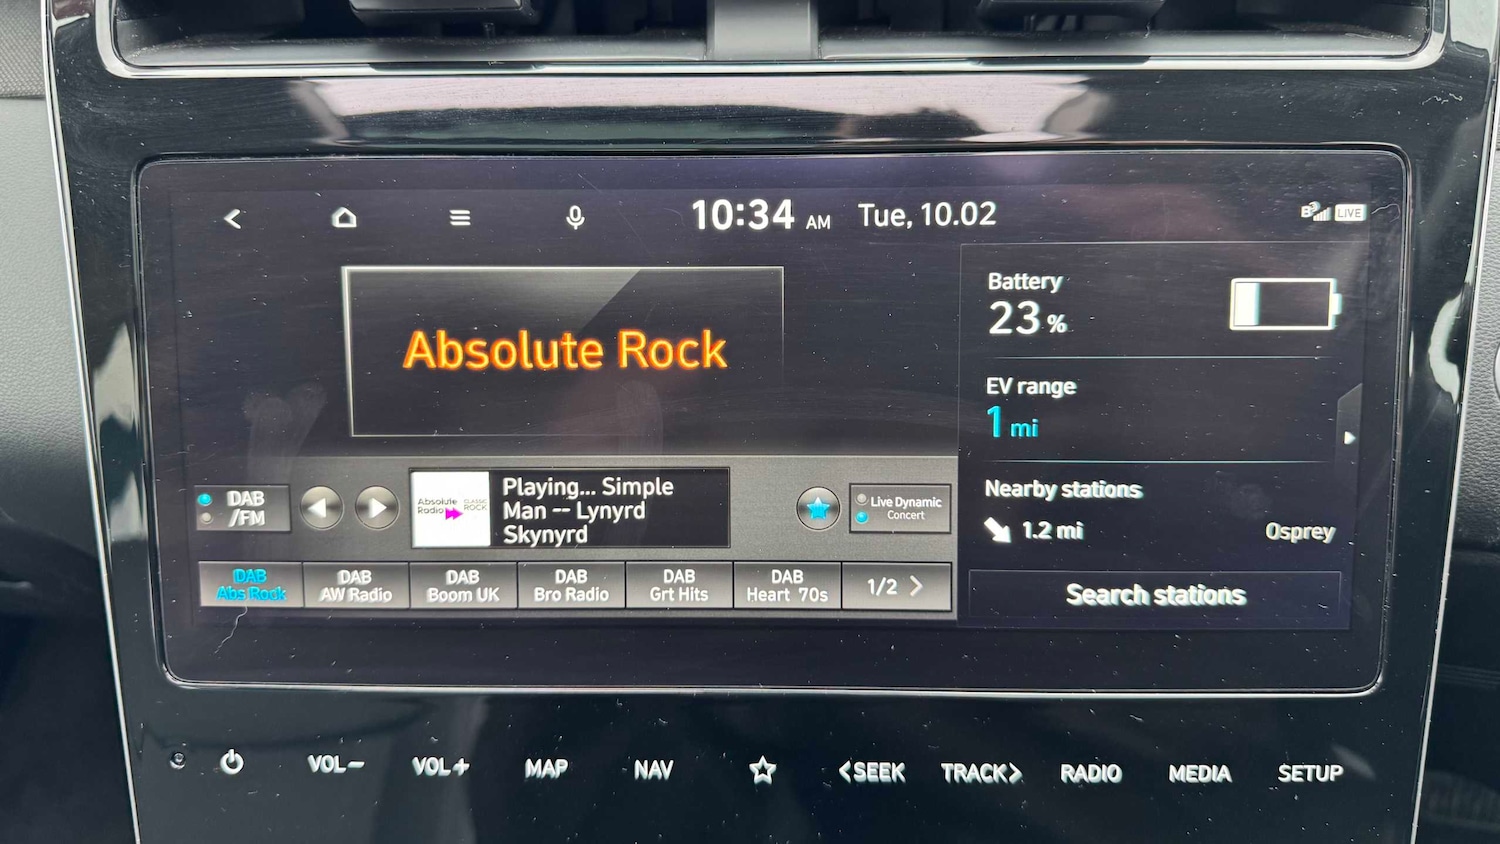 10:34 AM Tue, 10.02
LIVE
Absolute Rock
Battery
23 %
EV range
1 mi
Nearby stations
1.2 mi Osprey
Search stations
DAB
/FM
Absolute
Radio
CLASSIC
ROCK
Playing... Simple
Man -- Lynyrd
Skynyrd
Live Dynamic
Concert
DAB
Abs Rock
DAB
AW Radio
DAB
Boom UK
DAB
Bro Radio
DAB
Grt Hits
DAB
Heart 70s
1/2 >
VOL− VOL+ MAP NAV <SEEK TRACK> RADIO MEDIA SETUP